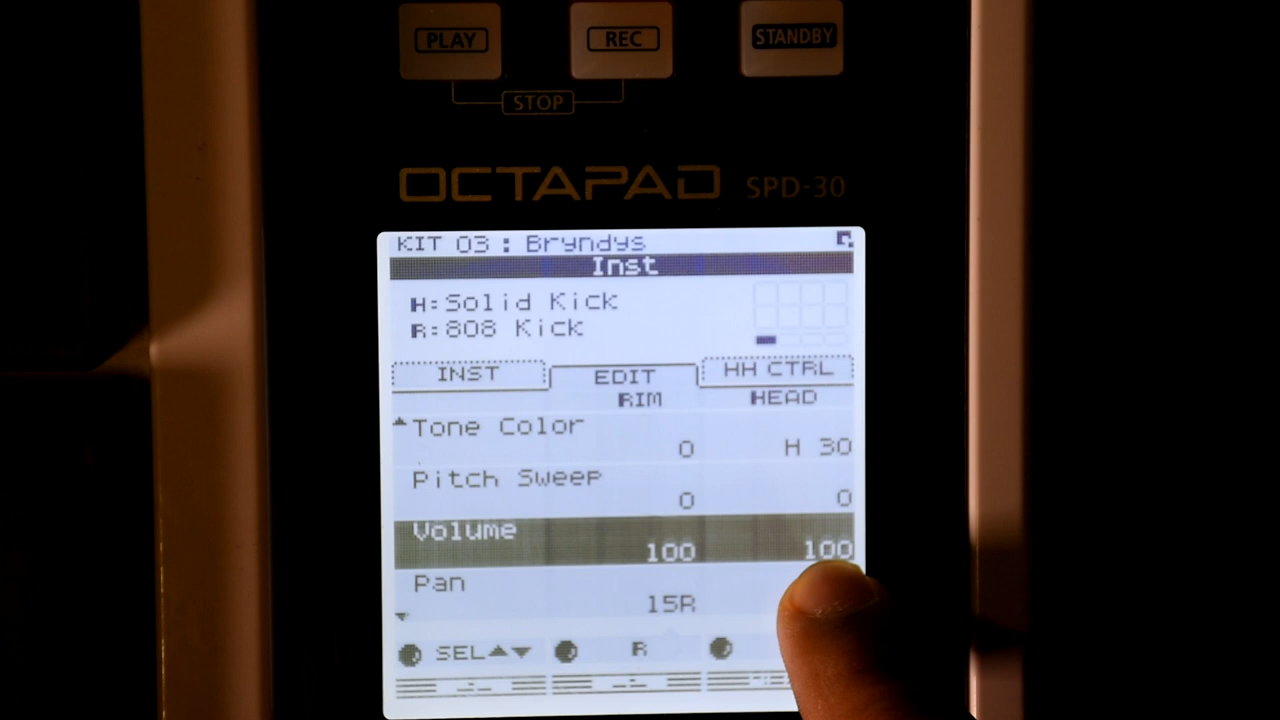 PLAY REC STANDBY
STOP
OCTAPAD SPD-30
KIT 03 : Bryndys
Inst
H:Solid Kick
R:808 Kick
INST EDIT HH CTRL
RIM HEAD
Tone Color
0 H 30
Pitch Sweep
0 0
Volume
100 100
Pan
15R
SEL▲▼ R